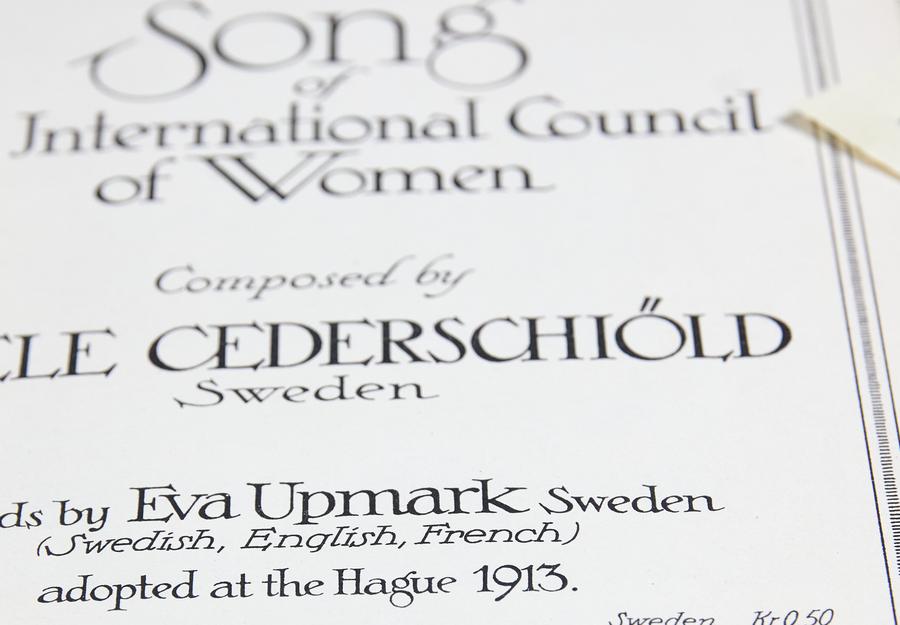 Song
of
International Council
of Women
Composed by
CEDERSCHIŐLD
Sweden
by Eva Upmark Sweden
(Swedish, English, French)
adopted at the Hague 1913.
Sweden Kr 0,50